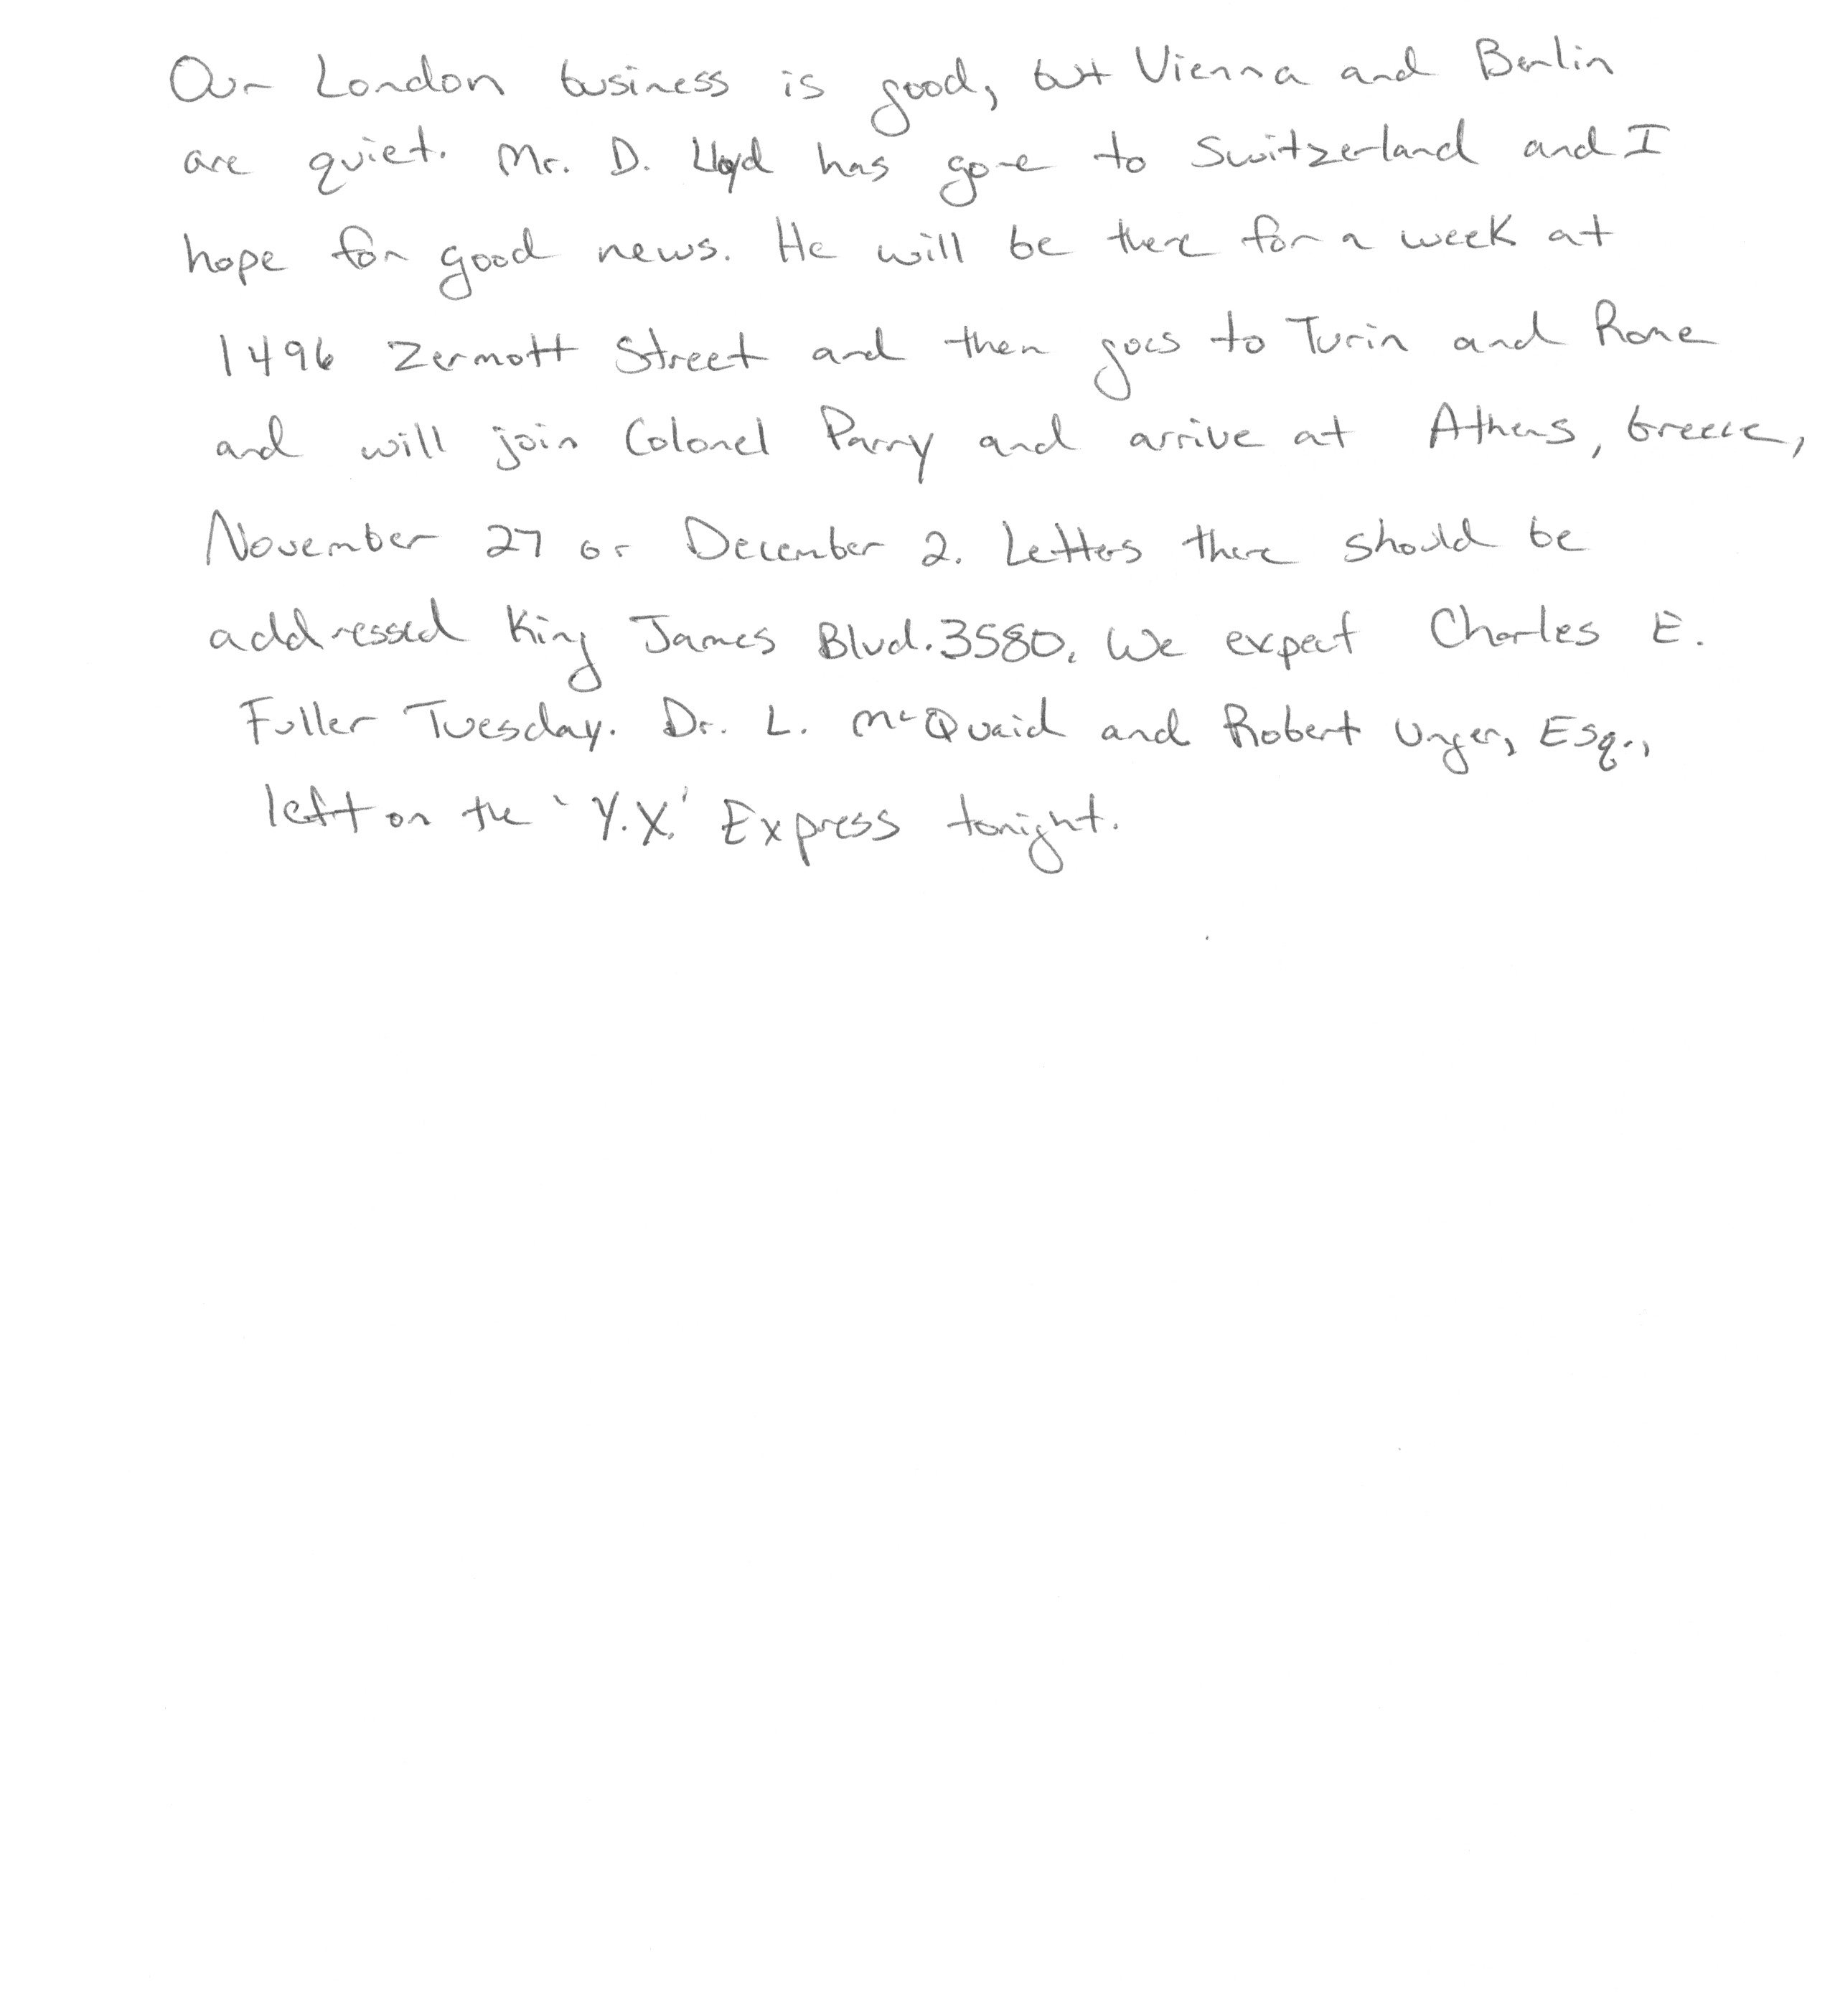 Our London business is good, but Vienna and Berlin
are quiet. Mr. D. Lloyd has gone to Switzerland and I
hope for good news. He will be there for a week at
1496 Zermott Street and then goes to Turin and Rome
and will join Colonel Parry and arrive at Athens, Greece,
November 27 or December 2. Letters there should be
addressed King James Blvd. 3580. We expect Charles E.
Fuller Tuesday. Dr. L. McQuaid and Robert Unger, Esq.,
left on the 'Y.X.' Express tonight.